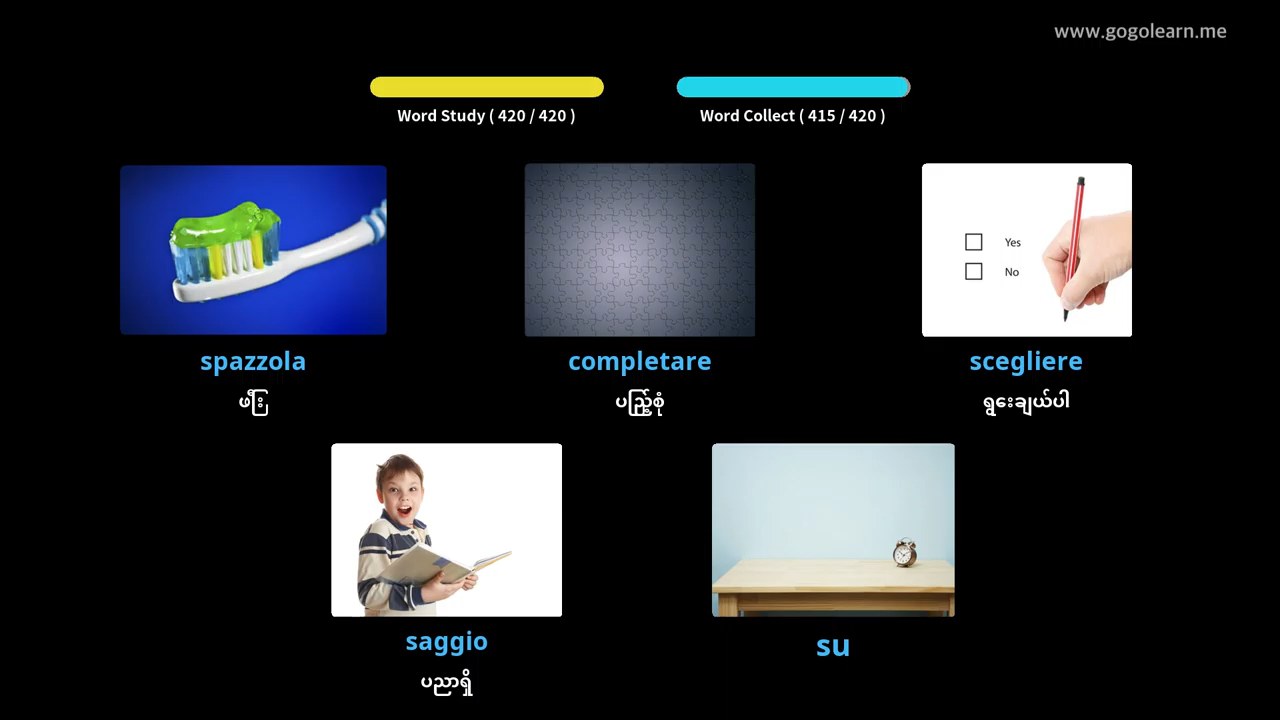 www.gogolearn.me
Word Study ( 420 / 420 )
Word Collect ( 415 / 420 )
spazzola
completare
scegliere
ဖြီး
ပြည့်စုံ
ရွေးချယ်ပါ
Yes
No
saggio
su
ပညာရှိ